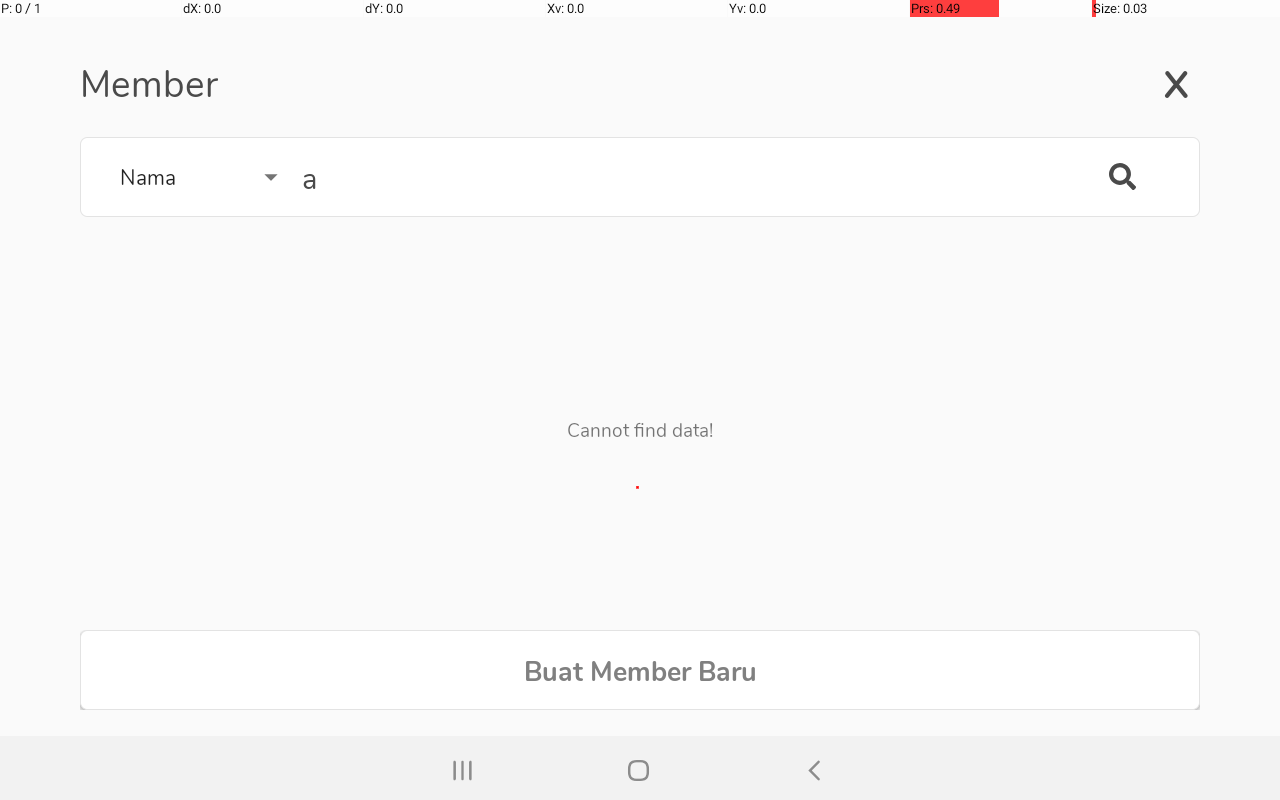 P: 0 / 1 dX: 0.0 dY: 0.0 Xv: 0.0 Yv: 0.0 Prs: 0.49 Size: 0.03
Member X
Nama a
Cannot find data!
Buat Member Baru